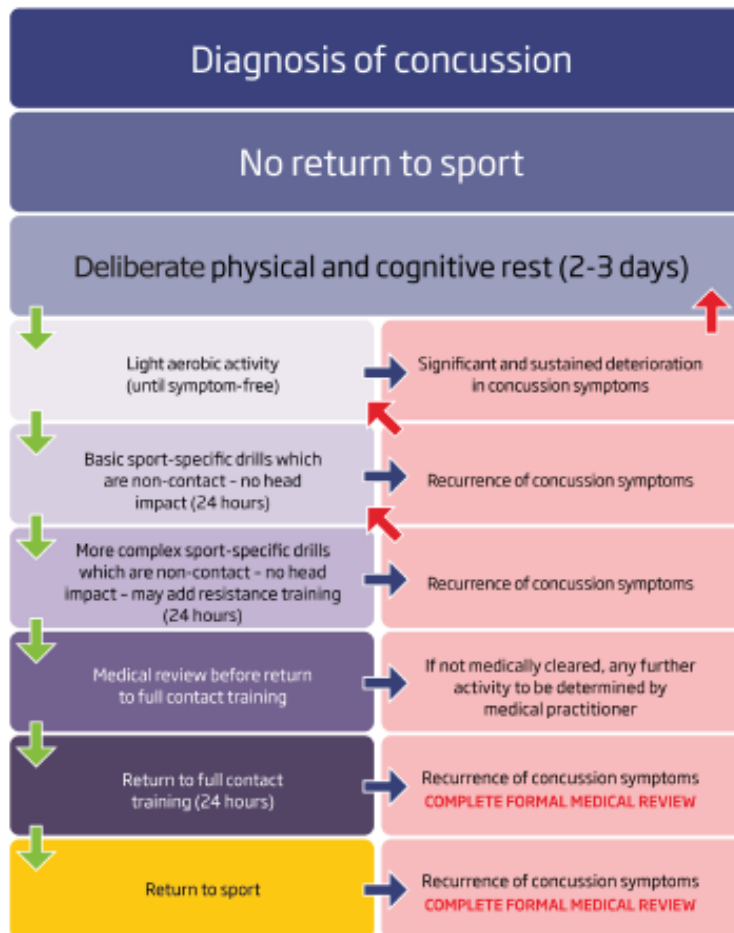 Diagnosis of concussion
No return to sport
Deliberate physical and cognitive rest (2-3 days)
Light aerobic activity
(until symptom-free)
Significant and sustained deterioration
in concussion symptoms
Basic sport-specific drills which
are non-contact – no head
impact (24 hours)
Recurrence of concussion symptoms
More complex sport-specific drills
which are non-contact – no head
impact – may add resistance training
(24 hours)
Recurrence of concussion symptoms
Medical review before return
to full contact training
If not medically cleared, any further
activity to be determined by
medical practitioner
Return to full contact
training (24 hours)
Recurrence of concussion symptoms
COMPLETE FORMAL MEDICAL REVIEW
Return to sport
Recurrence of concussion symptoms
COMPLETE FORMAL MEDICAL REVIEW